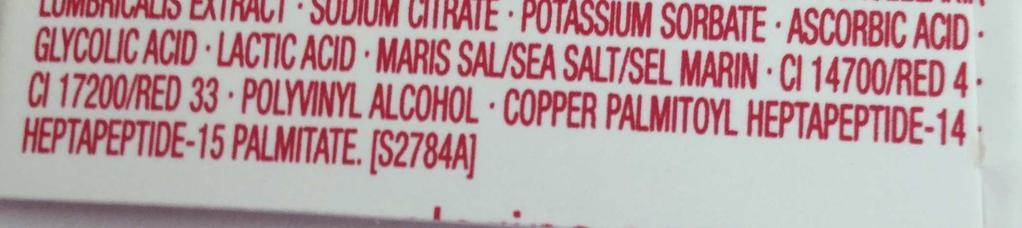 LUMBRICALIS EXTRACT · SODIUM CITRATE · POTASSIUM SORBATE · ASCORBIC ACID ·
GLYCOLIC ACID · LACTIC ACID · MARIS SAL/SEA SALT/SEL MARIN · CI 14700/RED 4 ·
CI 17200/RED 33 · POLYVINYL ALCOHOL · COPPER PALMITOYL HEPTAPEPTIDE-14 ·
HEPTAPEPTIDE-15 PALMITATE. [S2784A]